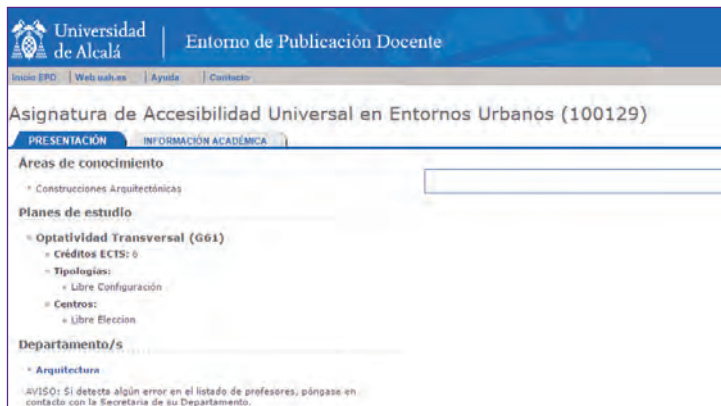 Universidad
de Alcalá
Entorno de Publicación Docente
Inicio EPD | Web uah.es | Ayuda | Contacto
Asignatura de Accesibilidad Universal en Entornos Urbanos (100129)
PRESENTACIÓN INFORMACIÓN ACADÉMICA
Áreas de conocimiento
Construcciones Arquitectónicas
Planes de estudio
Optatividad Transversal (G61)
Créditos ECTS: 6
Tipologías:
Libre Configuración
Centros:
Libre Eleccion
Departamento/s
Arquitectura
AVISO: Si detecta algún error en el listado de profesores, póngase en
contacto con la Secretaría de su Departamento.